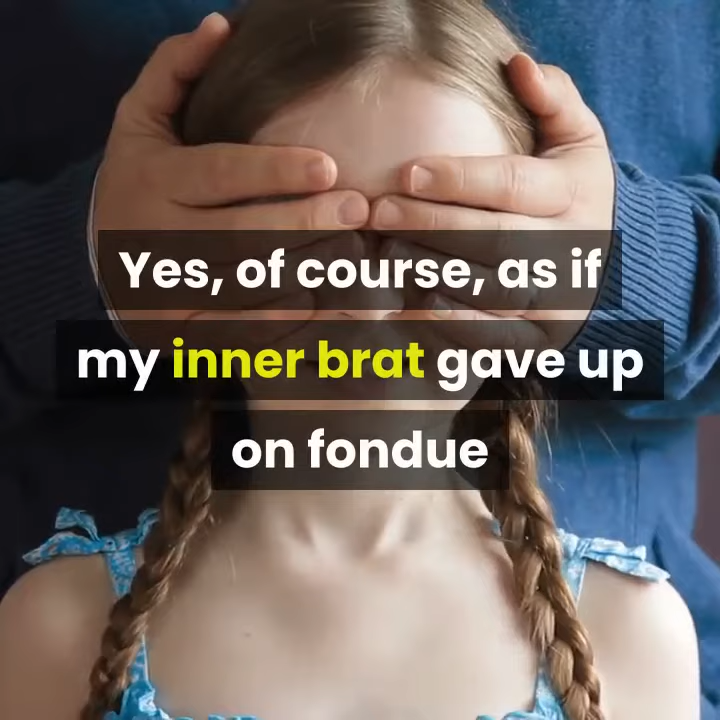 Yes, of course, as if
my inner brat gave up
on fondue